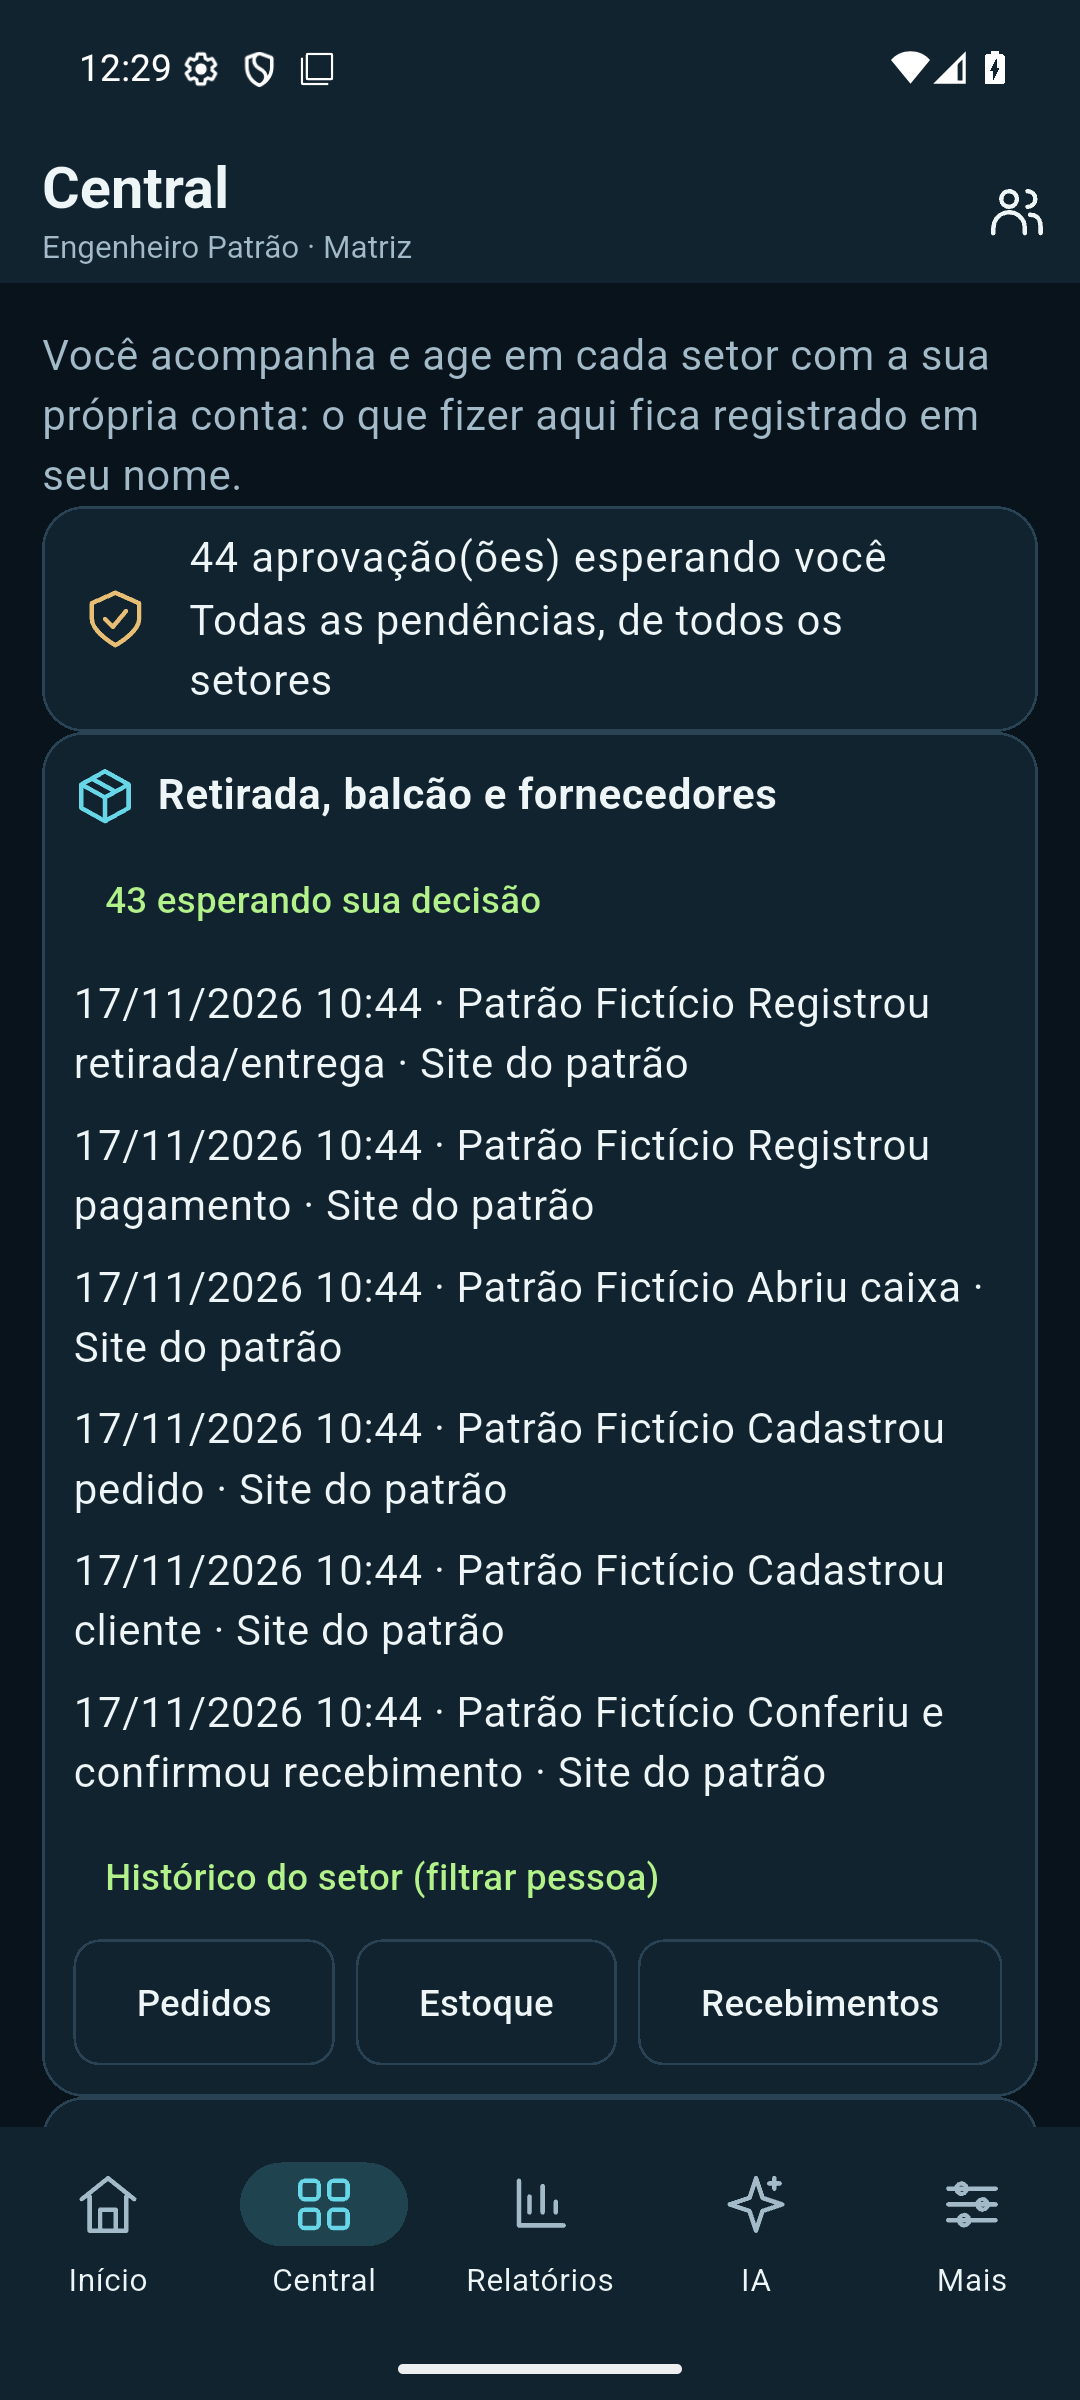 12:29
Central
Engenheiro Patrão · Matriz
Você acompanha e age em cada setor com a sua
própria conta: o que fizer aqui fica registrado em
seu nome.
44 aprovação(ões) esperando você
Todas as pendências, de todos os
setores
Retirada, balcão e fornecedores
43 esperando sua decisão
17/11/2026 10:44 · Patrão Fictício Registrou
retirada/entrega · Site do patrão
17/11/2026 10:44 · Patrão Fictício Registrou
pagamento · Site do patrão
17/11/2026 10:44 · Patrão Fictício Abriu caixa ·
Site do patrão
17/11/2026 10:44 · Patrão Fictício Cadastrou
pedido · Site do patrão
17/11/2026 10:44 · Patrão Fictício Cadastrou
cliente · Site do patrão
17/11/2026 10:44 · Patrão Fictício Conferiu e
confirmou recebimento · Site do patrão
Histórico do setor (filtrar pessoa)
Pedidos Estoque Recebimentos
Início Central Relatórios IA Mais